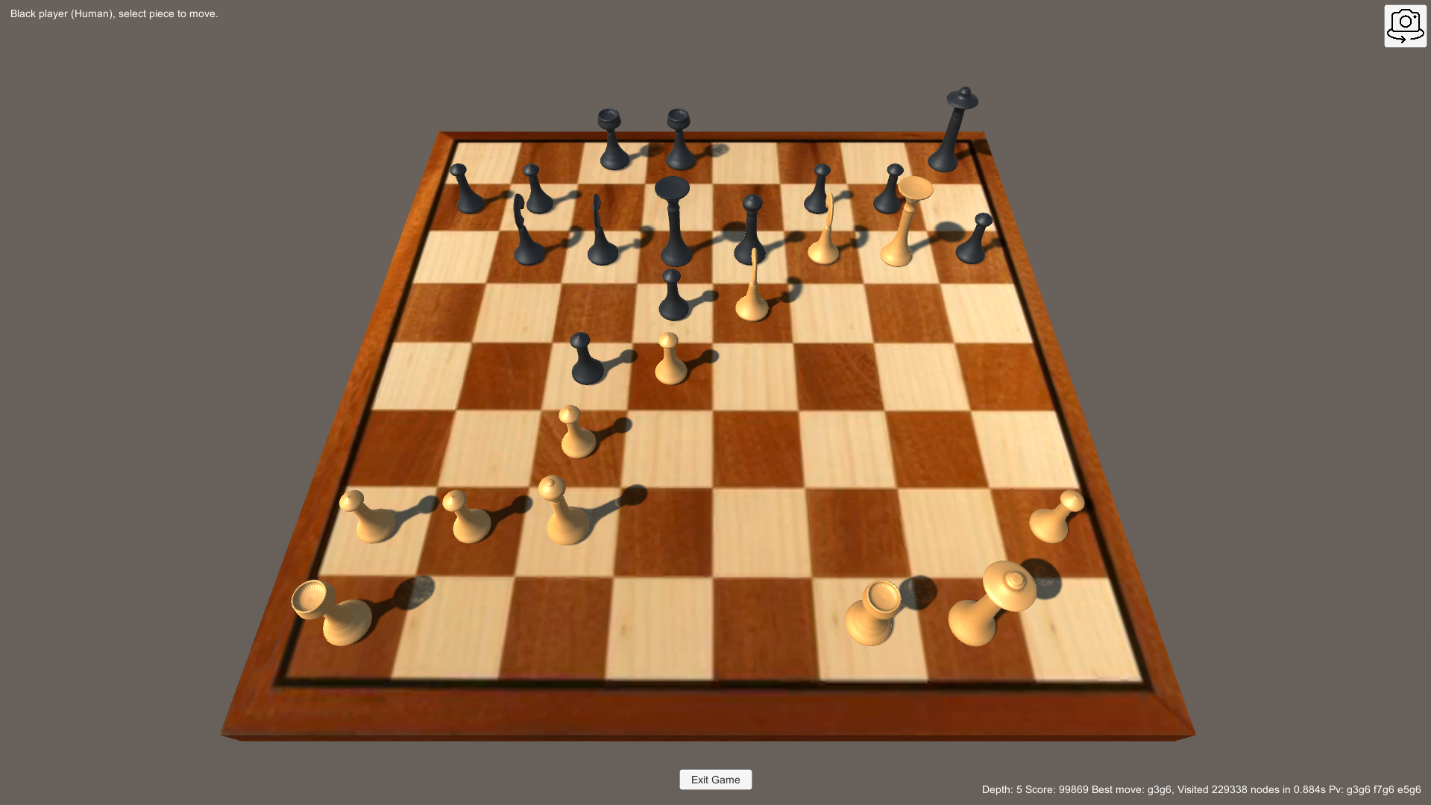 Black player (Human), select piece to move.
Exit Game
Depth: 5 Score: 99869 Best move: g3g6, Visited 229338 nodes in 0.884s Pv: g3g6 f7g6 e5g6